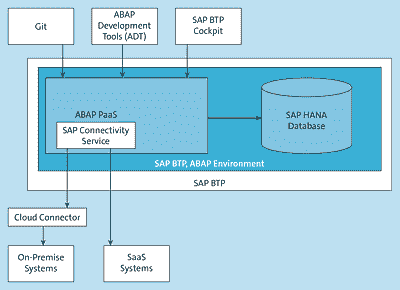 Git
ABAP
Development
Tools (ADT)
SAP BTP
Cockpit
ABAP PaaS
SAP Connectivity
Service
SAP HANA
Database
SAP BTP, ABAP Environment
SAP BTP
Cloud Connector
On-Premise
Systems
SaaS
Systems